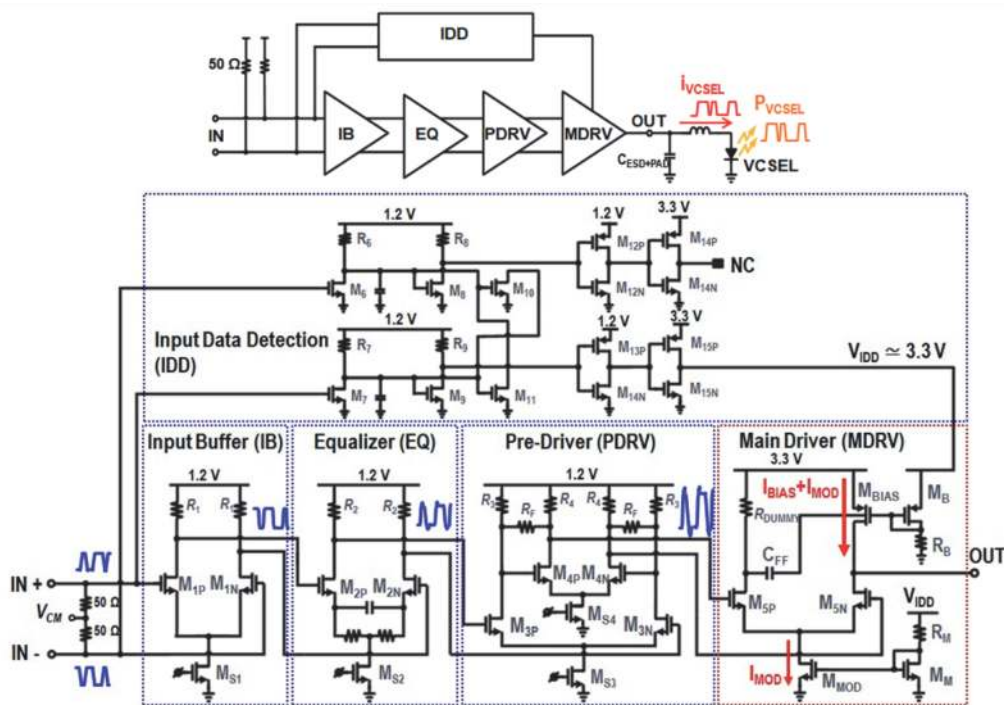 IDD
50 Ω
IN
IB
EQ
PDRV
MDRV
OUT
iVCSEL
PVCSEL
CESD+PAD
VCSEL
1.2 V
R6
R8
M6
M8
M10
1.2 V
M12P
M12N
3.3 V
M14P
M14N
NC
Input Data Detection
(IDD)
1.2 V
R7
R9
M7
M9
M11
1.2 V
M13P
M14N
3.3 V
M15P
M15N
VIDD ≃ 3.3 V
Input Buffer (IB)
1.2 V
R1
R1
M1P
M1N
MS1
IN +
50 Ω
VCM
50 Ω
IN -
Equalizer (EQ)
1.2 V
R2
R2
M2P
M2N
MS2
Pre-Driver (PDRV)
1.2 V
R3
R4
R4
R3
RF
RF
M4P
M4N
MS4
M3P
M3N
MS3
Main Driver (MDRV)
3.3 V
IBIAS+IMOD
MBIAS
MB
RDUMMY
CFF
RB
OUT
M5P
M5N
VIDD
RM
IMOD
MMOD
MM